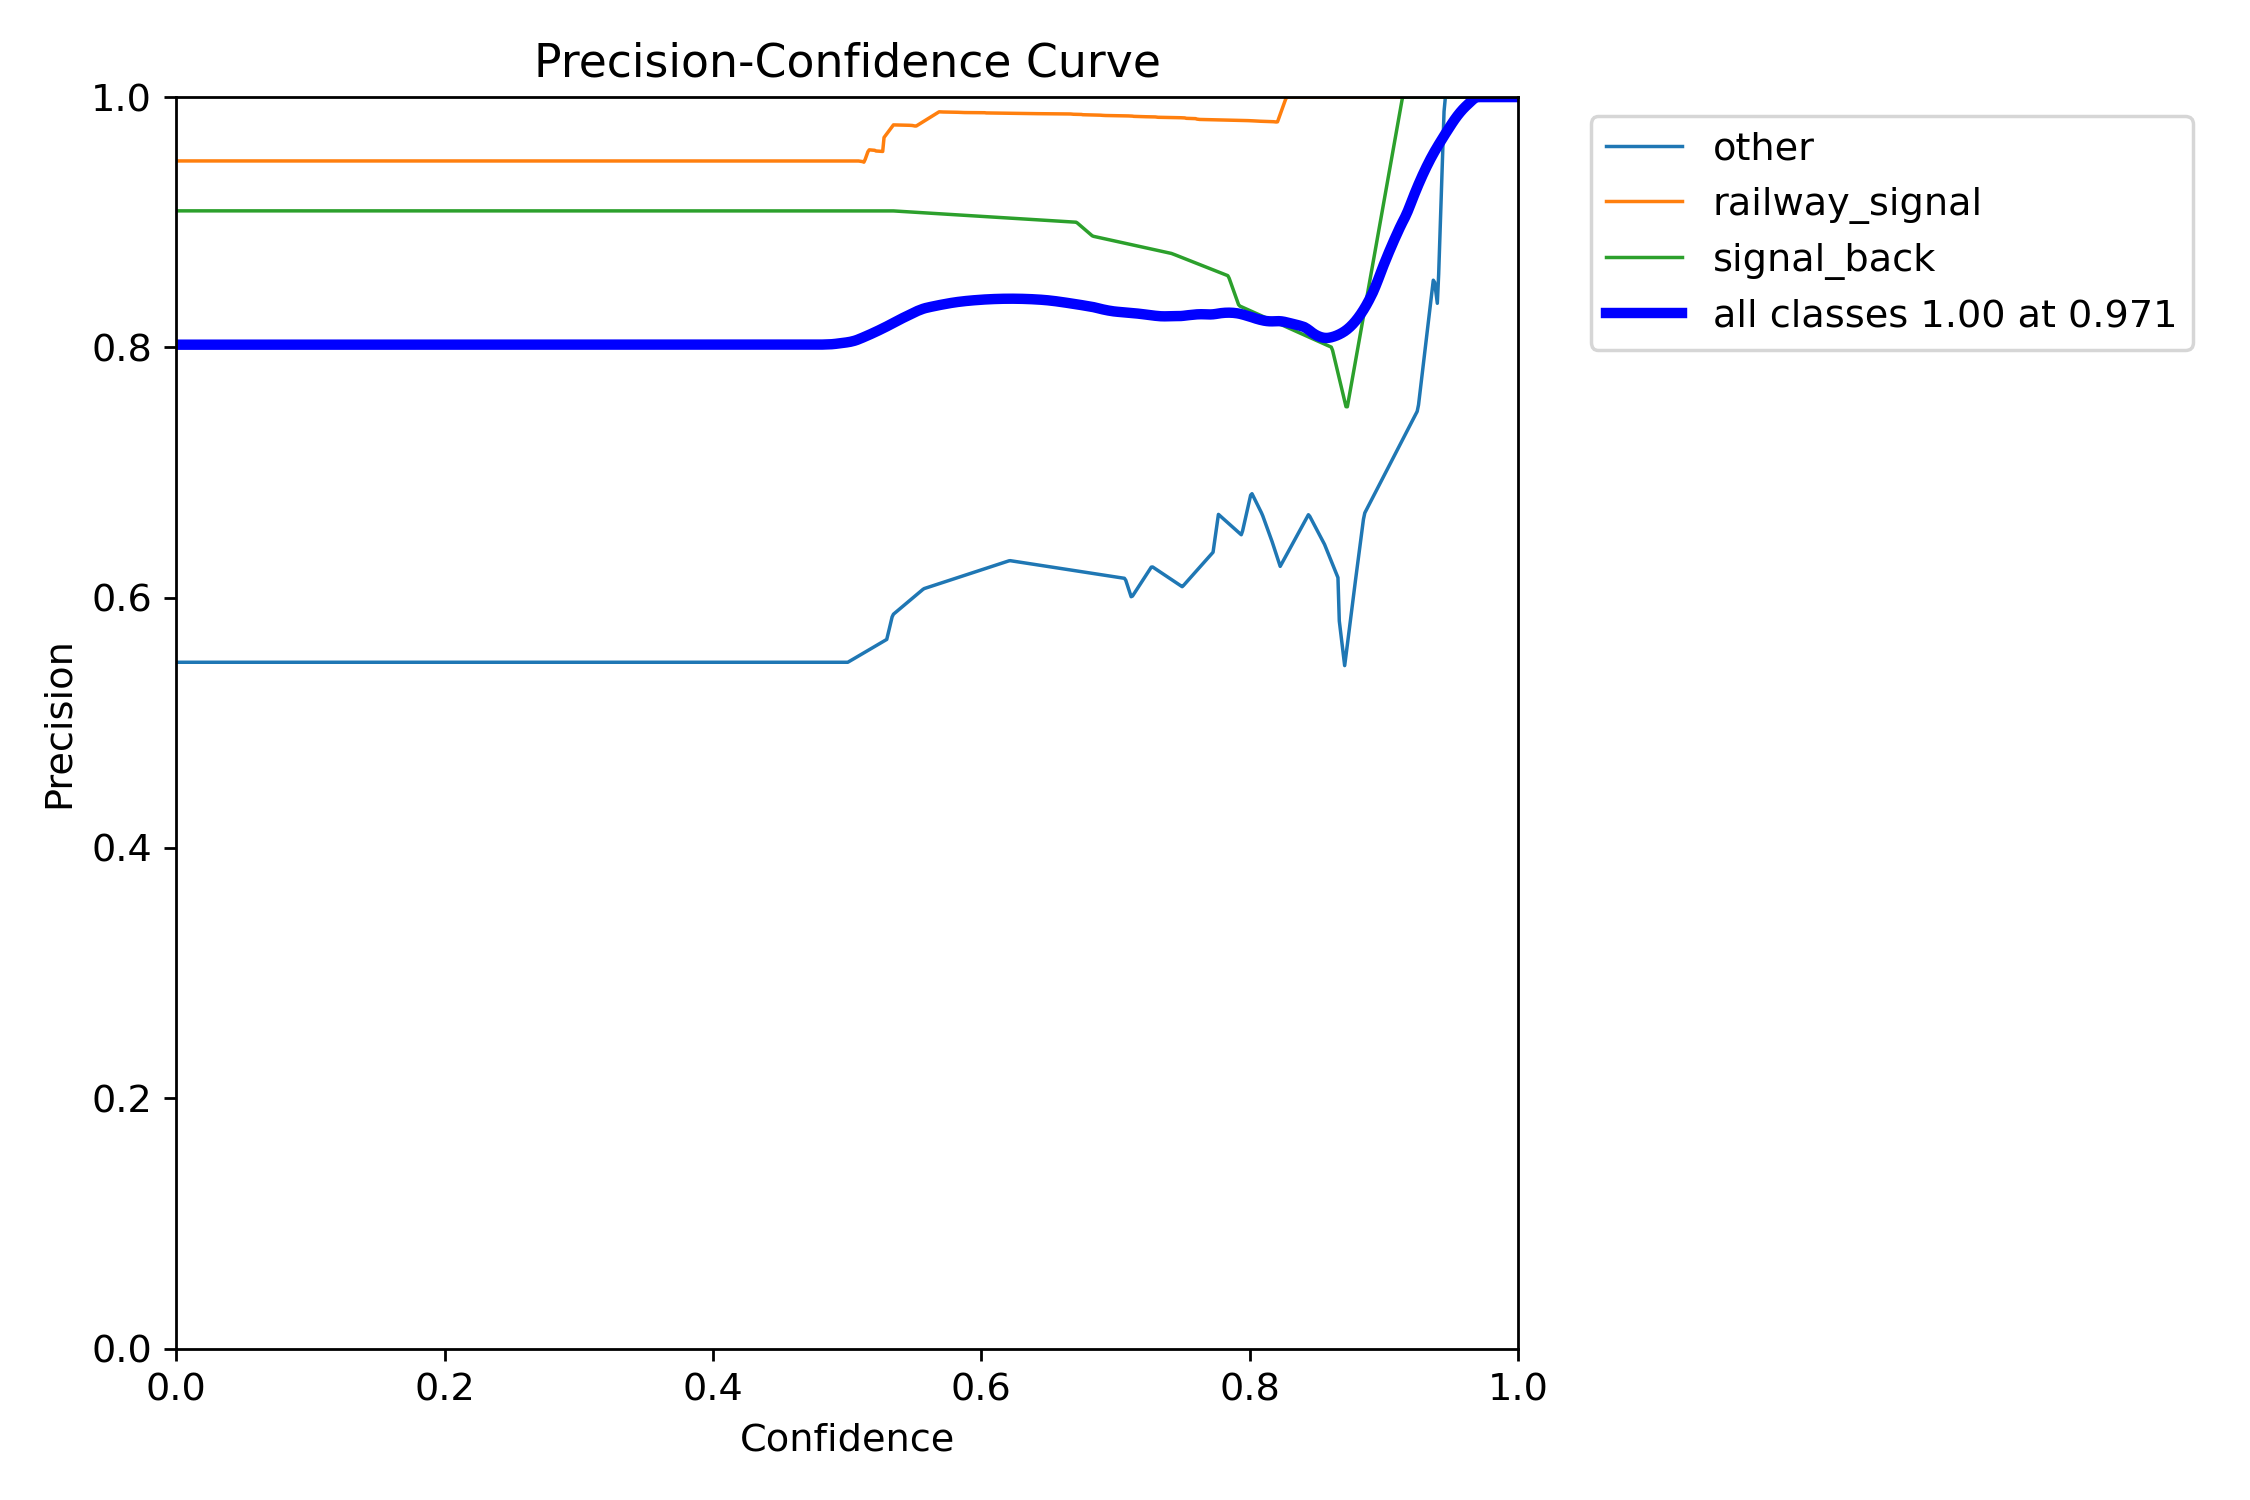 Precision-Confidence Curve
1.0
0.8
0.6
0.4
0.2
0.0
Precision
0.0 0.2 0.4 0.6 0.8 1.0
Confidence
other
railway_signal
signal_back
all classes 1.00 at 0.971